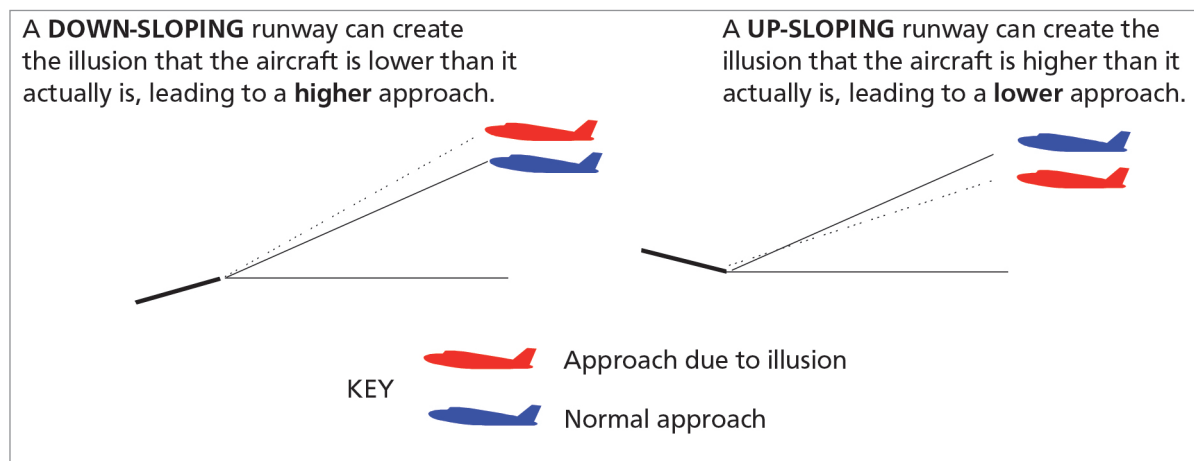 A DOWN-SLOPING runway can create
the illusion that the aircraft is lower than it
actually is, leading to a higher approach.
A UP-SLOPING runway can create the
illusion that the aircraft is higher than it
actually is, leading to a lower approach.
KEY
Approach due to illusion
Normal approach